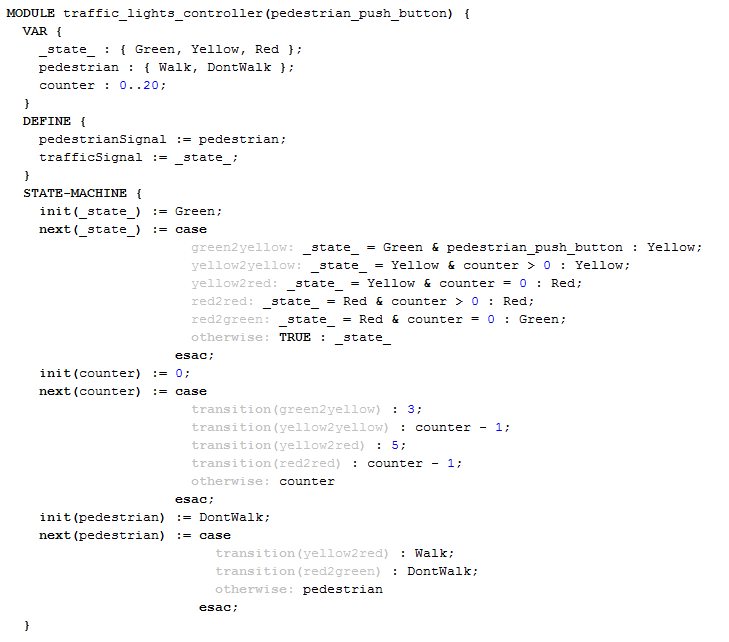 MODULE traffic_lights_controller(pedestrian_push_button) {
VAR {
_state_ : { Green, Yellow, Red };
pedestrian : { Walk, DontWalk };
counter : 0..20;
}
DEFINE {
pedestrianSignal := pedestrian;
trafficSignal := _state_;
}
STATE-MACHINE {
init(_state_) := Green;
next(_state_) := case
green2yellow: _state_ = Green & pedestrian_push_button : Yellow;
yellow2yellow: _state_ = Yellow & counter > 0 : Yellow;
yellow2red: _state_ = Yellow & counter = 0 : Red;
red2red: _state_ = Red & counter > 0 : Red;
red2green: _state_ = Red & counter = 0 : Green;
otherwise: TRUE : _state_
esac;
init(counter) := 0;
next(counter) := case
transition(green2yellow) : 3;
transition(yellow2yellow) : counter - 1;
transition(yellow2red) : 5;
transition(red2red) : counter - 1;
otherwise: counter
esac;
init(pedestrian) := DontWalk;
next(pedestrian) := case
transition(yellow2red) : Walk;
transition(red2green) : DontWalk;
otherwise: pedestrian
esac;
}